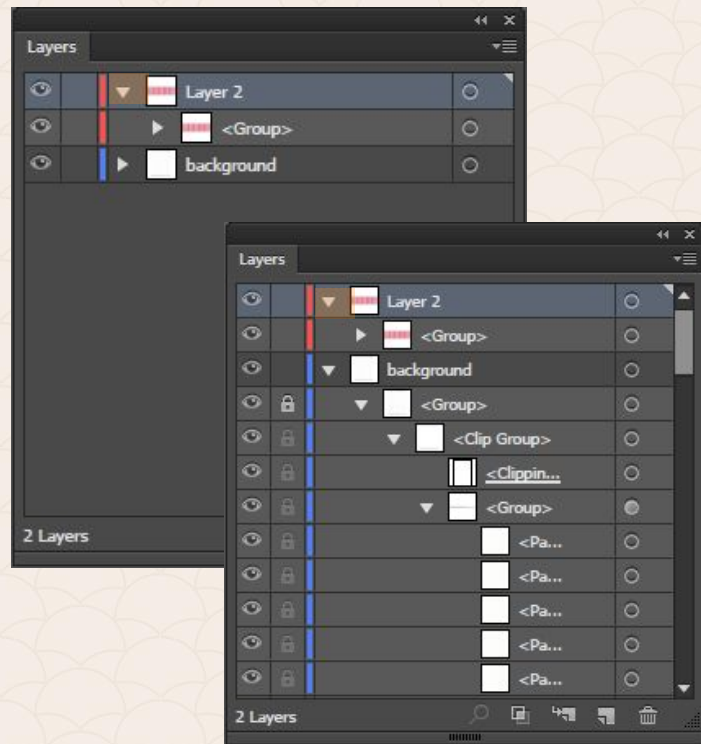 Layers
Layer 2
<Group>
background
2 Layers
Layers
Layer 2
<Group>
background
<Group>
<Clip Group>
<Clippin...
<Group>
<Pa...
<Pa...
<Pa...
<Pa...
<Pa...
2 Layers